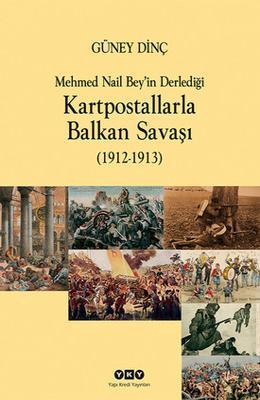 GÜNEY DİNÇ
Mehmed Nail Bey'in Derlediği
Kartpostallarla
Balkan Savaşı
(1912-1913)
YKY
Yapı Kredi Yayınları